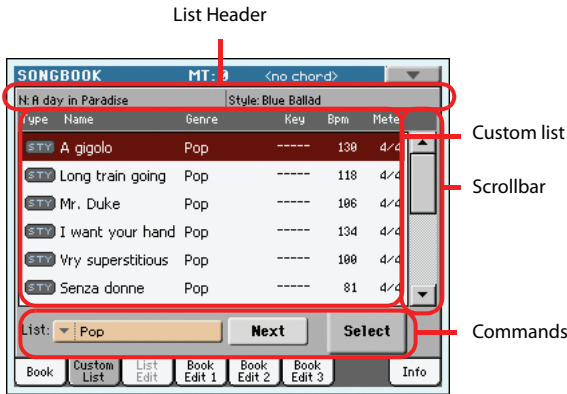 List Header
SONGBOOK MT: 0 <no chord>
N: A day in Paradise Style: Blue Ballad
Type Name Genre Key Bpm Mete
STY A gigolo Pop ----- 130 4/4
STY Long train going Pop ----- 118 4/4
STY Mr. Duke Pop ----- 106 4/4
STY I want your hand Pop ----- 134 4/4
STY Vry superstitious Pop ----- 100 4/4
STY Senza donne Pop ----- 81 4/4
Custom list
Scrollbar
List: Pop Next Select
Commands
Book Custom List List Edit Book Edit 1 Book Edit 2 Book Edit 3 Info